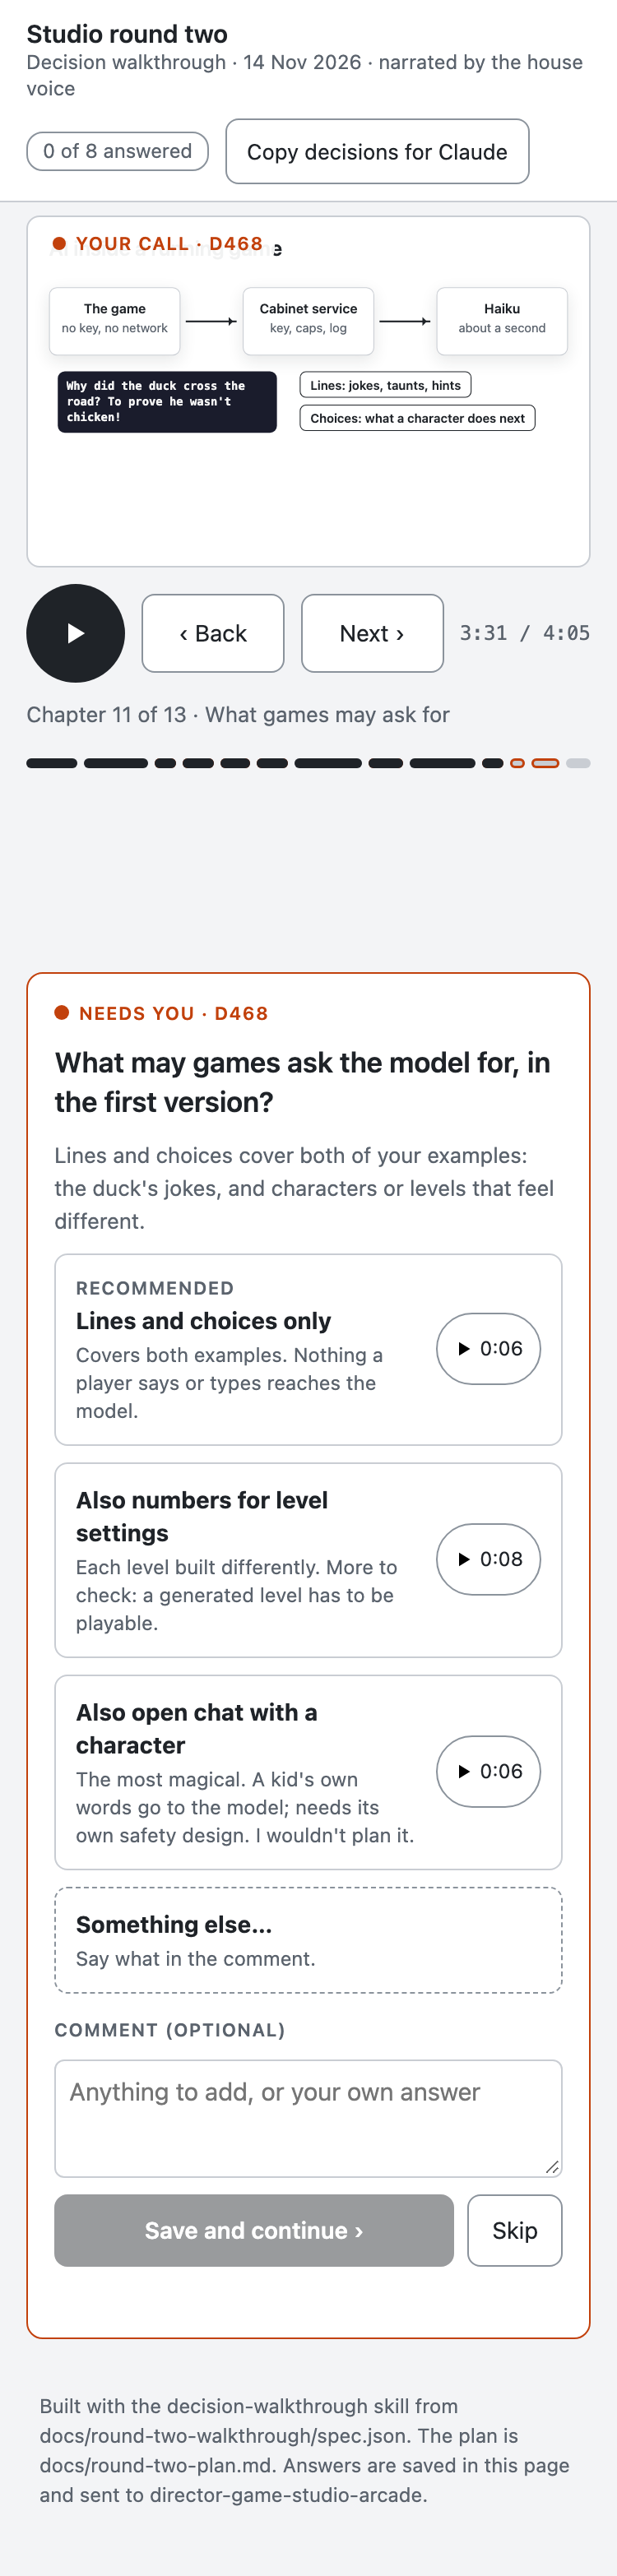 Studio round two
Decision walkthrough · 14 Nov 2026 · narrated by the house
voice
0 of 8 answered
Copy decisions for Claude
YOUR CALL · D468
The game
no key, no network
Cabinet service
key, caps, log
Haiku
about a second
Why did the duck cross the
road? To prove he wasn't
chicken!
Lines: jokes, taunts, hints
Choices: what a character does next
‹ Back
Next ›
3:31 / 4:05
Chapter 11 of 13 · What games may ask for
NEEDS YOU · D468
What may games ask the model for, in
the first version?
Lines and choices cover both of your examples:
the duck's jokes, and characters or levels that feel
different.
RECOMMENDED
Lines and choices only
Covers both examples. Nothing a
player says or types reaches the
model.
0:06
Also numbers for level
settings
Each level built differently. More to
check: a generated level has to be
playable.
0:08
Also open chat with a
character
The most magical. A kid's own
words go to the model; needs its
own safety design. I wouldn't plan it.
0:06
Something else...
Say what in the comment.
COMMENT (OPTIONAL)
Anything to add, or your own answer
Save and continue ›
Skip
Built with the decision-walkthrough skill from
docs/round-two-walkthrough/spec.json. The plan is
docs/round-two-plan.md. Answers are saved in this page
and sent to director-game-studio-arcade.